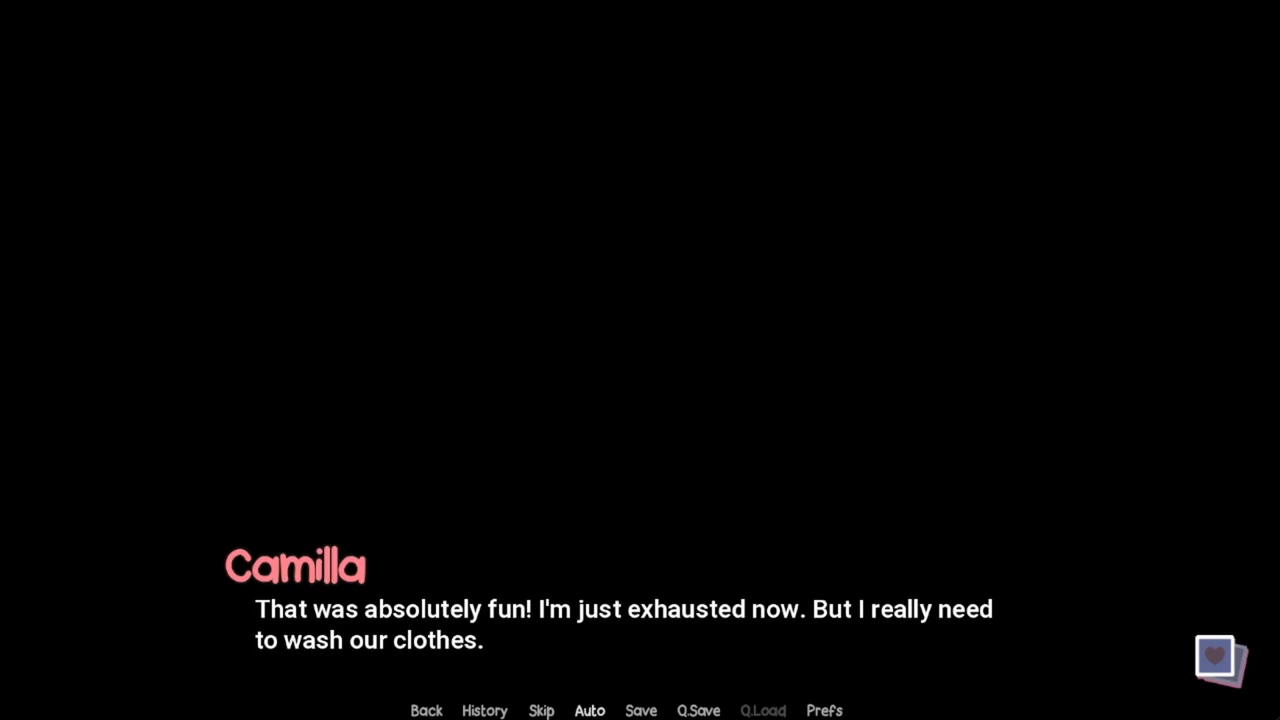 Camilla
That was absolutely fun! I'm just exhausted now. But I really need
to wash our clothes.
Back History Skip Auto Save Q.Save Q.Load Prefs